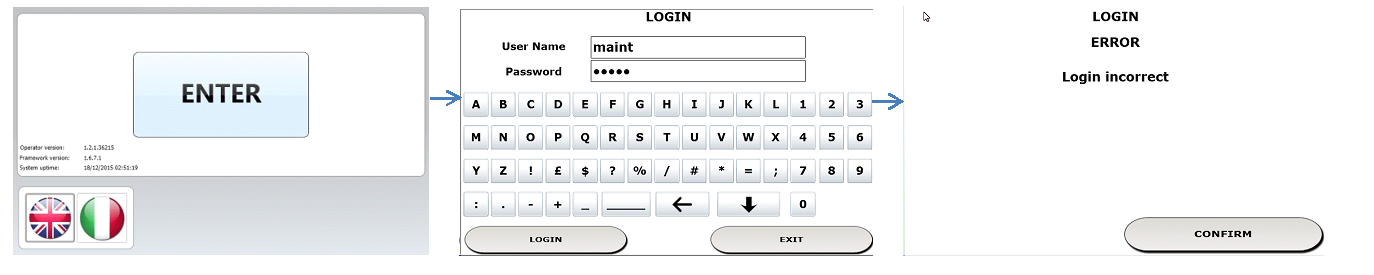 ENTER
Operator version: 1.2.1.36215
Framework version: 1.6.7.1
System uptime: 18/12/2015 02:51:19
LOGIN
User Name maint
Password •••••
A B C D E F G H I J K L 1 2 3
M N O P Q R S T U V W X 4 5 6
Y Z ! £ $ ? % / # * = ; 7 8 9
: . - + _ ____ ← ↓ 0
LOGIN EXIT
LOGIN
ERROR
Login incorrect
CONFIRM